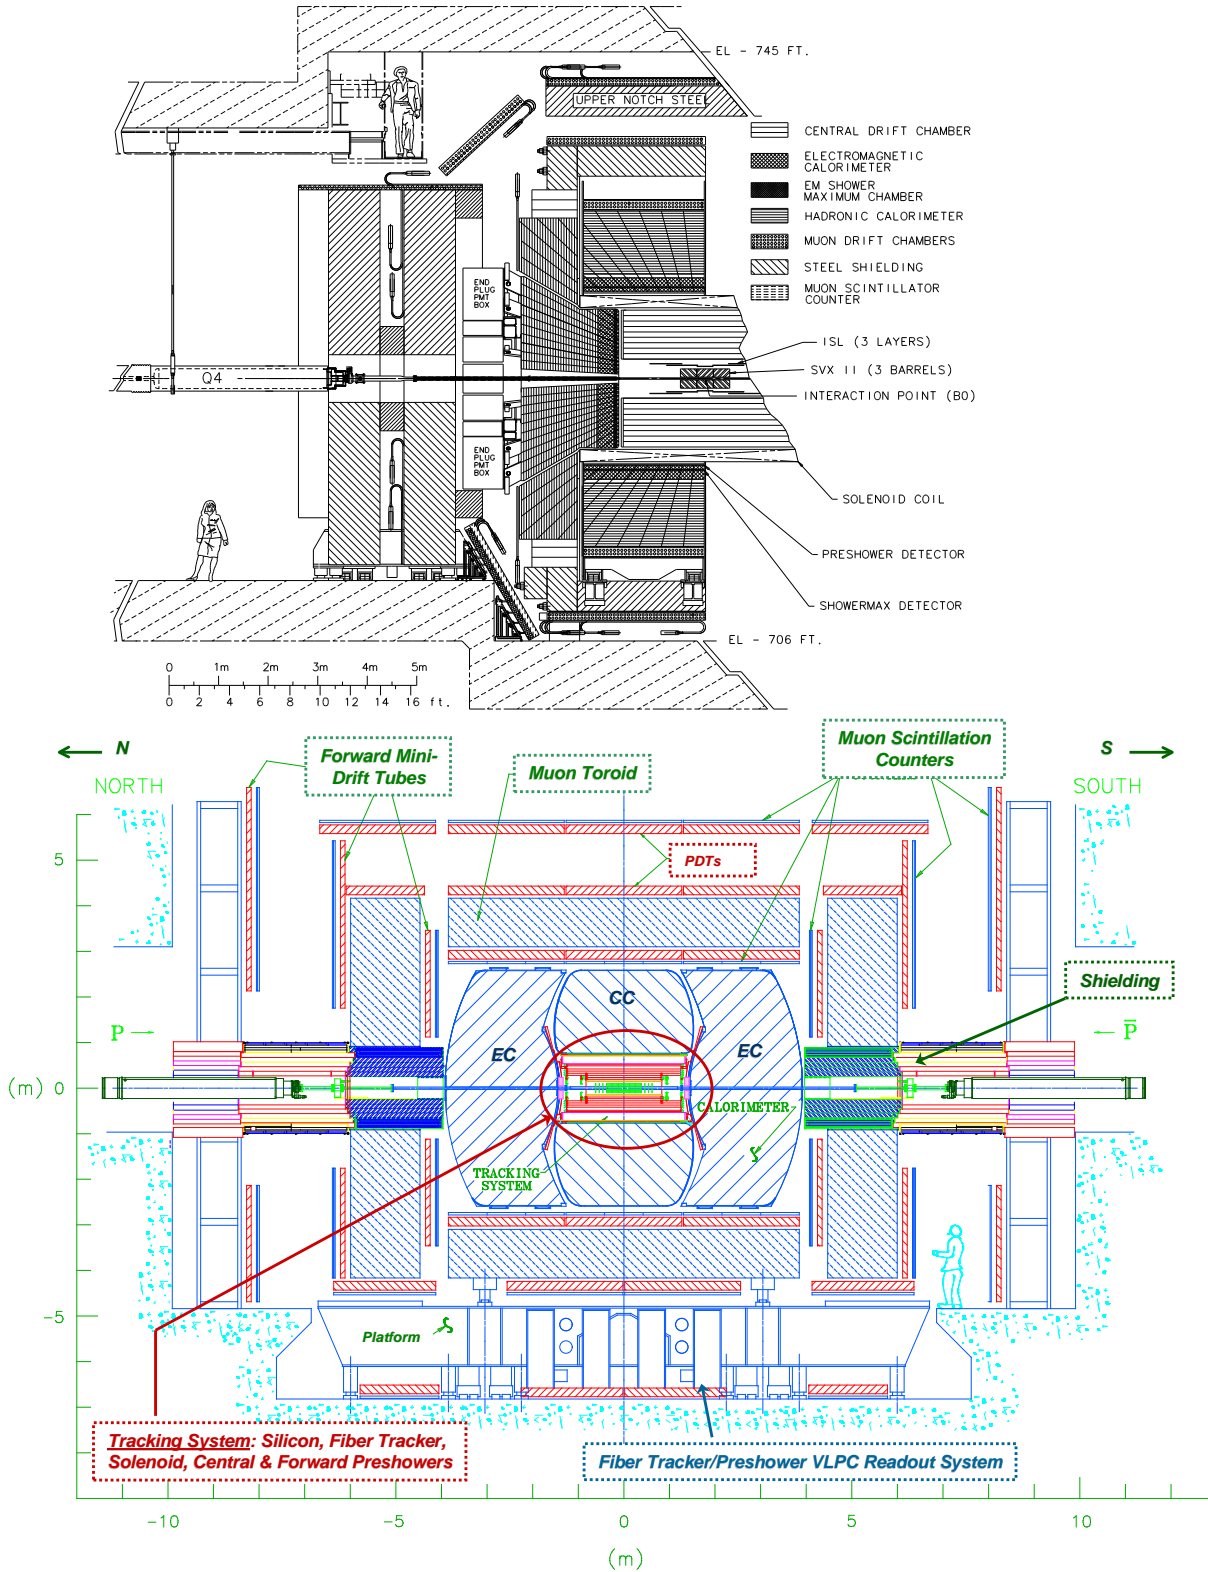 EL - 745 FT.
UPPER NOTCH STEEL
CENTRAL DRIFT CHAMBER
ELECTROMAGNETIC
CALORIMETER
EM SHOWER
MAXIMUM CHAMBER
HADRONIC CALORIMETER
MUON DRIFT CHAMBERS
STEEL SHIELDING
MUON SCINTILLATOR
COUNTER
END
PLUG
PMT
BOX
ISL (3 LAYERS)
SVX II (3 BARRELS)
INTERACTION POINT (B0)
Q4
END
PLUG
PMT
BOX
SOLENOID COIL
PRESHOWER DETECTOR
SHOWERMAX DETECTOR
EL - 706 FT.
0 1m 2m 3m 4m 5m
0 2 4 6 8 10 12 14 16 ft.
N
S
Forward Mini-
Drift Tubes
Muon Toroid
Muon Scintillation
Counters
NORTH
SOUTH
PDTs
5
Shielding
CC
EC
EC
P
P̅
(m)
0
CALORIMETER
TRACKING
SYSTEM
-5
Platform
Tracking System: Silicon, Fiber Tracker,
Solenoid, Central & Forward Preshowers
Fiber Tracker/Preshower VLPC Readout System
-10 -5 0 5 10
(m)